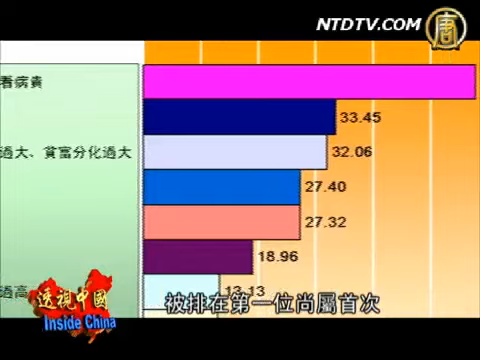 NTDTV.COM
看病貴
33.45
過大、貧富分化過大
32.06
27.40
27.32
18.96
過高
13.13
透視中國
Inside China
被排在第一位尚屬首次